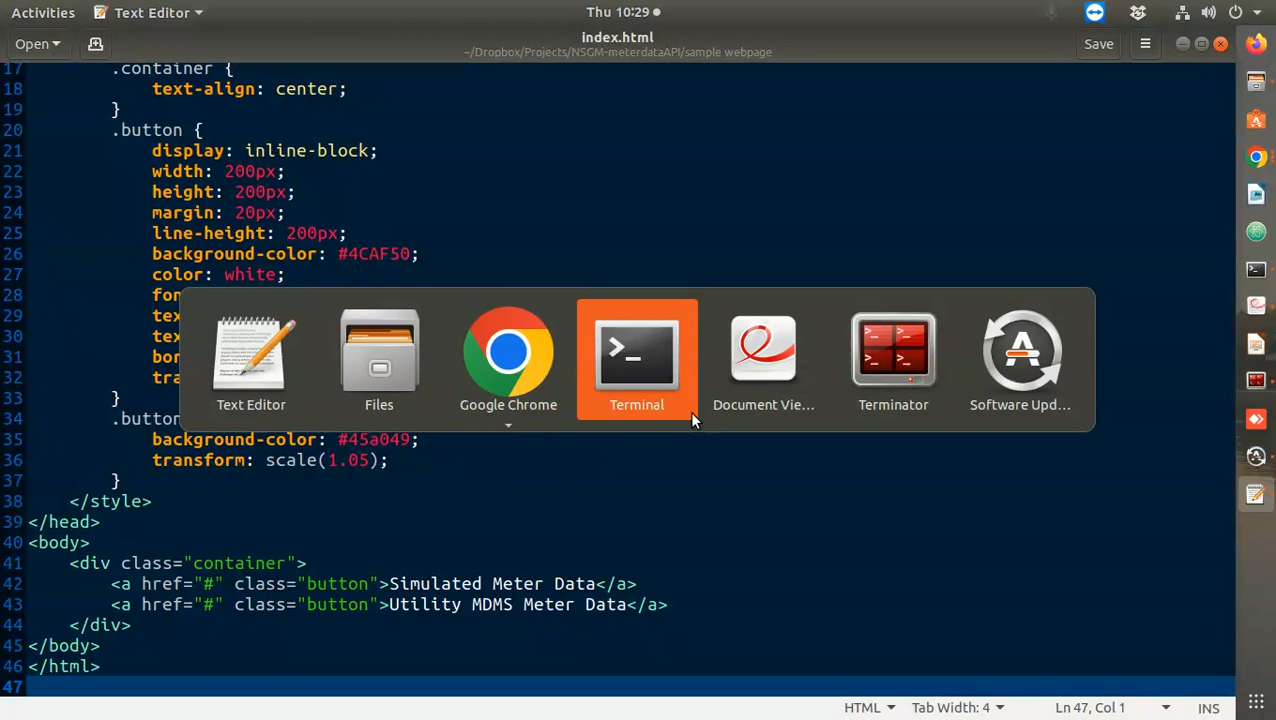 Activities Text Editor Thu 10:29
Open index.html Save
~/Dropbox/Projects/NSGM-meterdataAPI/sample webpage
17 .container {
18 text-align: center;
19 }
20 .button {
21 display: inline-block;
22 width: 200px;
23 height: 200px;
24 margin: 20px;
25 line-height: 200px;
26 background-color: #4CAF50;
27 color: white;
28 fon
29 tex
30 tex
31 bor
32 tra
33 }
34 .button
35 background-color: #45a049;
36 transform: scale(1.05);
37 }
38 </style>
39 </head>
40 <body>
41 <div class="container">
42 <a href="#" class="button">Simulated Meter Data</a>
43 <a href="#" class="button">Utility MDMS Meter Data</a>
44 </div>
45 </body>
46 </html>
47
Text Editor Files Google Chrome Terminal Document Vie... Terminator Software Upd...
HTML Tab Width: 4 Ln 47, Col 1 INS